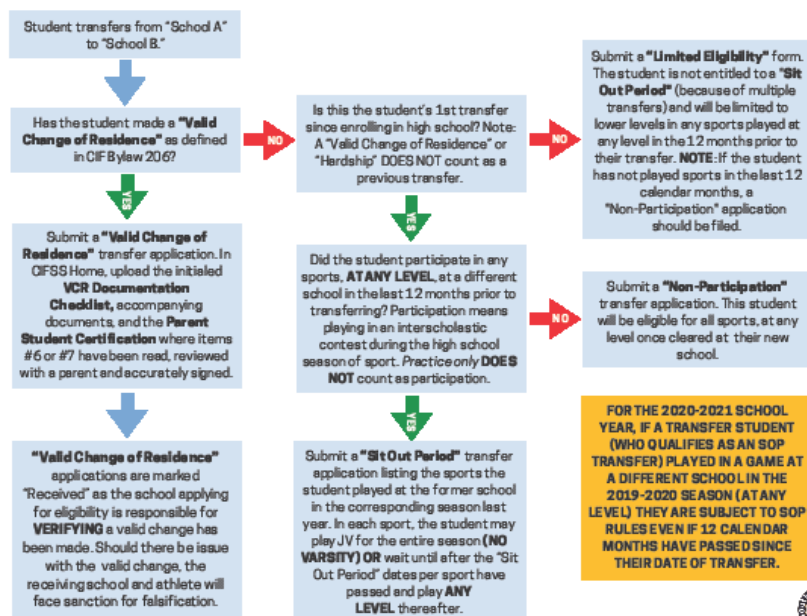 Student transfers from "School A"
to "School B."
Has the student made a "Valid
Change of Residence" as defined
in CIF Bylaw 206?
NO
Is this the student's 1st transfer
since enrolling in high school? Note:
A "Valid Change of Residence" or
"Hardship" DOES NOT count as a
previous transfer.
NO
Submit a "Limited Eligibility" form.
The student is not entitled to a "Sit
Out Period" (because of multiple
transfers) and will be limited to
lower levels in any sports played at
any level in the 12 months prior to
their transfer. NOTE: If the student
has not played sports in the last 12
calendar months, a
"Non-Participation" application
should be filed.
YES
Submit a "Valid Change of
Residence" transfer application. In
CIFSS Home, upload the initialed
VCR Documentation
Checklist, accompanying
documents, and the Parent
Student Certification where items
#6 or #7 have been read, reviewed
with a parent and accurately signed.
"Valid Change of Residence"
applications are marked
"Received" as the school applying
for eligibility is responsible for
VERIFYING a valid change has
been made. Should there be issue
with the valid change, the
receiving school and athlete will
face sanction for falsification.
YES
Did the student participate in any
sports, AT ANY LEVEL, at a different
school in the last 12 months prior to
transferring? Participation means
playing in an interscholastic
contest during the high school
season of sport. Practice only DOES
NOT count as participation.
NO
Submit a "Non-Participation"
transfer application. This student
will be eligible for all sports, at any
level once cleared at their new
school.
YES
Submit a "Sit Out Period" transfer
application listing the sports the
student played at the former school
in the corresponding season last
year. In each sport, the student may
play JV for the entire season (NO
VARSITY) OR wait until after the "Sit
Out Period" dates per sport have
passed and play ANY
LEVEL thereafter.
FOR THE 2020-2021 SCHOOL
YEAR, IF A TRANSFER STUDENT
(WHO QUALIFIES AS AN SOP
TRANSFER) PLAYED IN A GAME AT
A DIFFERENT SCHOOL IN THE
2019-2020 SEASON (AT ANY
LEVEL) THEY ARE SUBJECT TO SOP
RULES EVEN IF 12 CALENDAR
MONTHS HAVE PASSED SINCE
THEIR DATE OF TRANSFER.